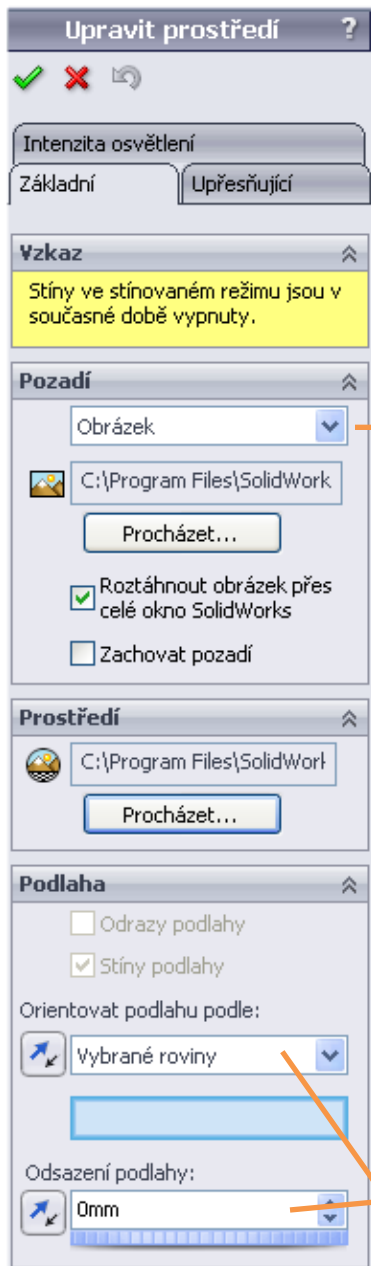 Upravit prostředí ?
Intenzita osvětlení
Základní Upřesňující
Vzkaz
Stíny ve stínovaném režimu jsou v
současné době vypnuty.
Pozadí
Obrázek
C:\Program Files\SolidWork
Procházet...
Roztáhnout obrázek přes
celé okno SolidWorks
Zachovat pozadí
Prostředí
C:\Program Files\SolidWork
Procházet...
Podlaha
Odrazy podlahy
Stíny podlahy
Orientovat podlahu podle:
Vybrané roviny
Odsazení podlahy:
0mm